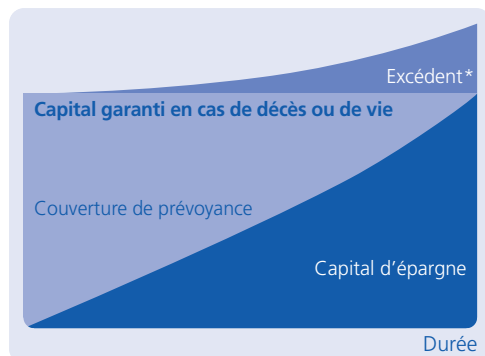 Excédent*
Capital garanti en cas de décès ou de vie
Couverture de prévoyance
Capital d'épargne
Durée